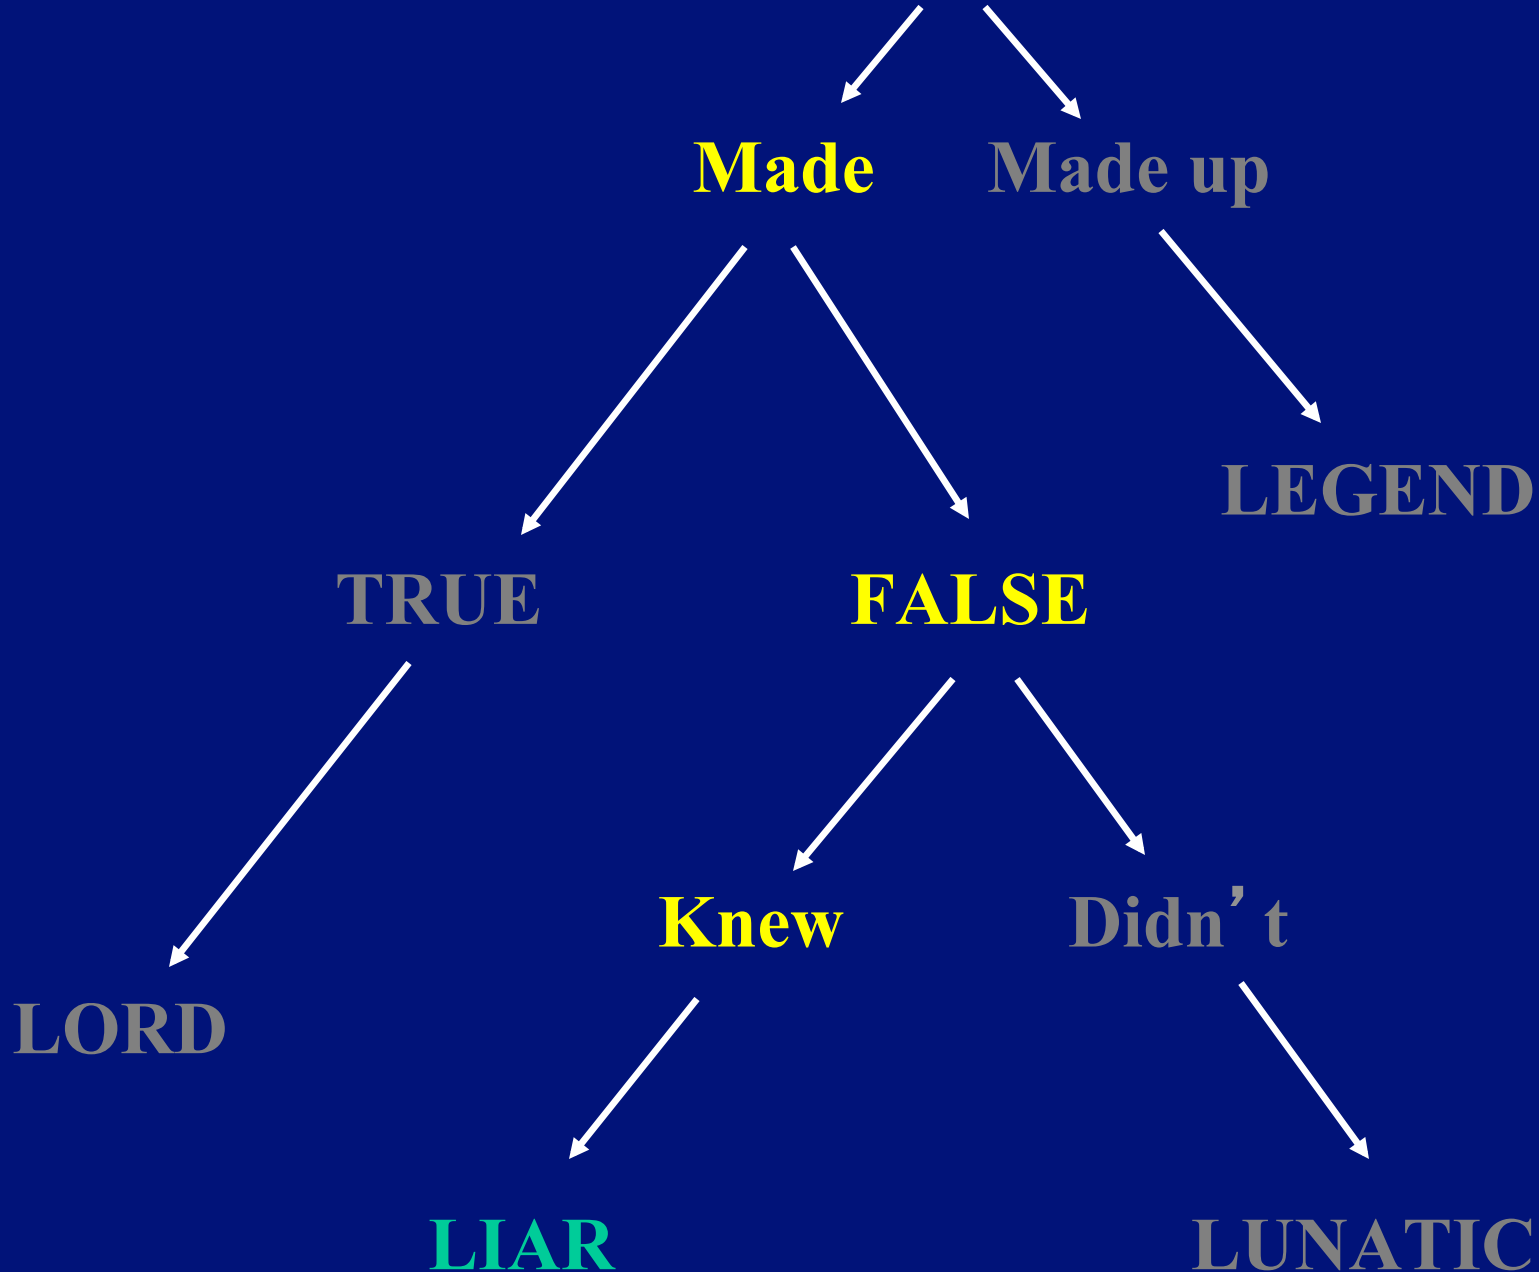 Made Made up
LEGEND
TRUE FALSE
Knew Didn’t
LORD
LIAR LUNATIC